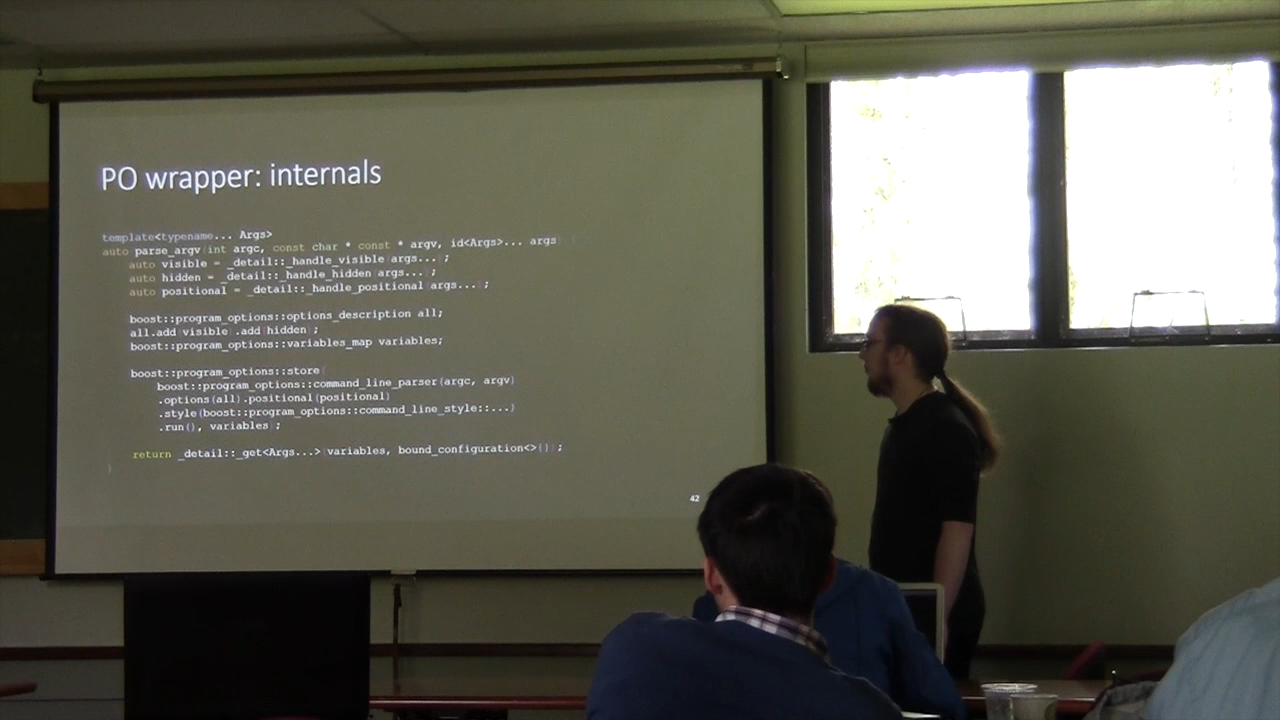 PO wrapper: internals
template<typename... Args>
auto parse_argv(int argc, const char * const * argv, id<Args>... args) {
auto visible = _detail::_handle_visible(args...);
auto hidden = _detail::_handle_hidden(args...);
auto positional = _detail::_handle_positional(args...);
boost::program_options::options_description all;
all.add(visible).add(hidden);
boost::program_options::variables_map variables;
boost::program_options::store(
boost::program_options::command_line_parser(argc, argv)
.options(all).positional(positional)
.style(boost::program_options::command_line_style::...)
.run(), variables);
return _detail::_get<Args...>(variables, bound_configuration<>{});
}
42